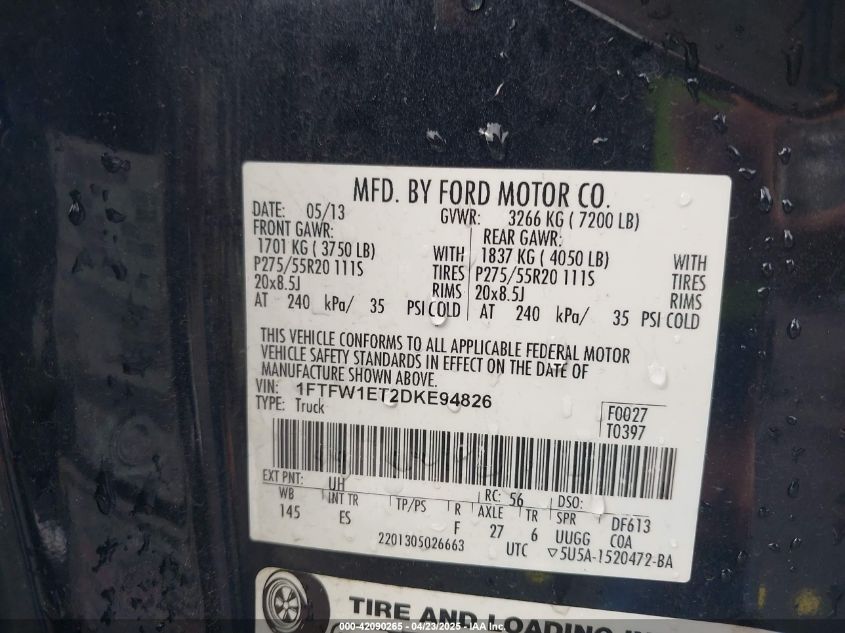 MFD. BY FORD MOTOR CO.
DATE: 05/13 GVWR: 3266 KG ( 7200 LB)
FRONT GAWR: REAR GAWR:
1701 KG ( 3750 LB) WITH 1837 KG ( 4050 LB) WITH
P275/55R20 111S TIRES P275/55R20 111S TIRES
20x8.5J RIMS 20x8.5J RIMS
AT 240 kPa/ 35 PSI COLD AT 240 kPa/ 35 PSI COLD
THIS VEHICLE CONFORMS TO ALL APPLICABLE FEDERAL MOTOR
VEHICLE SAFETY STANDARDS IN EFFECT ON THE DATE OF
MANUFACTURE SHOWN ABOVE.
VIN: 1FTFW1ET2DKE94826
TYPE: Truck
F0027
T0397
EXT PNT: UH RC: 56 DSO:
WB INT TR TP/PS R AXLE TR SPR DF613
145 ES F 27 6 UUGG COA
2201305026663 UTC ▽5U5A-1520472-BA
TIRE AND LOADING
000-42090265 - 04/23/2025 - IAA Inc.